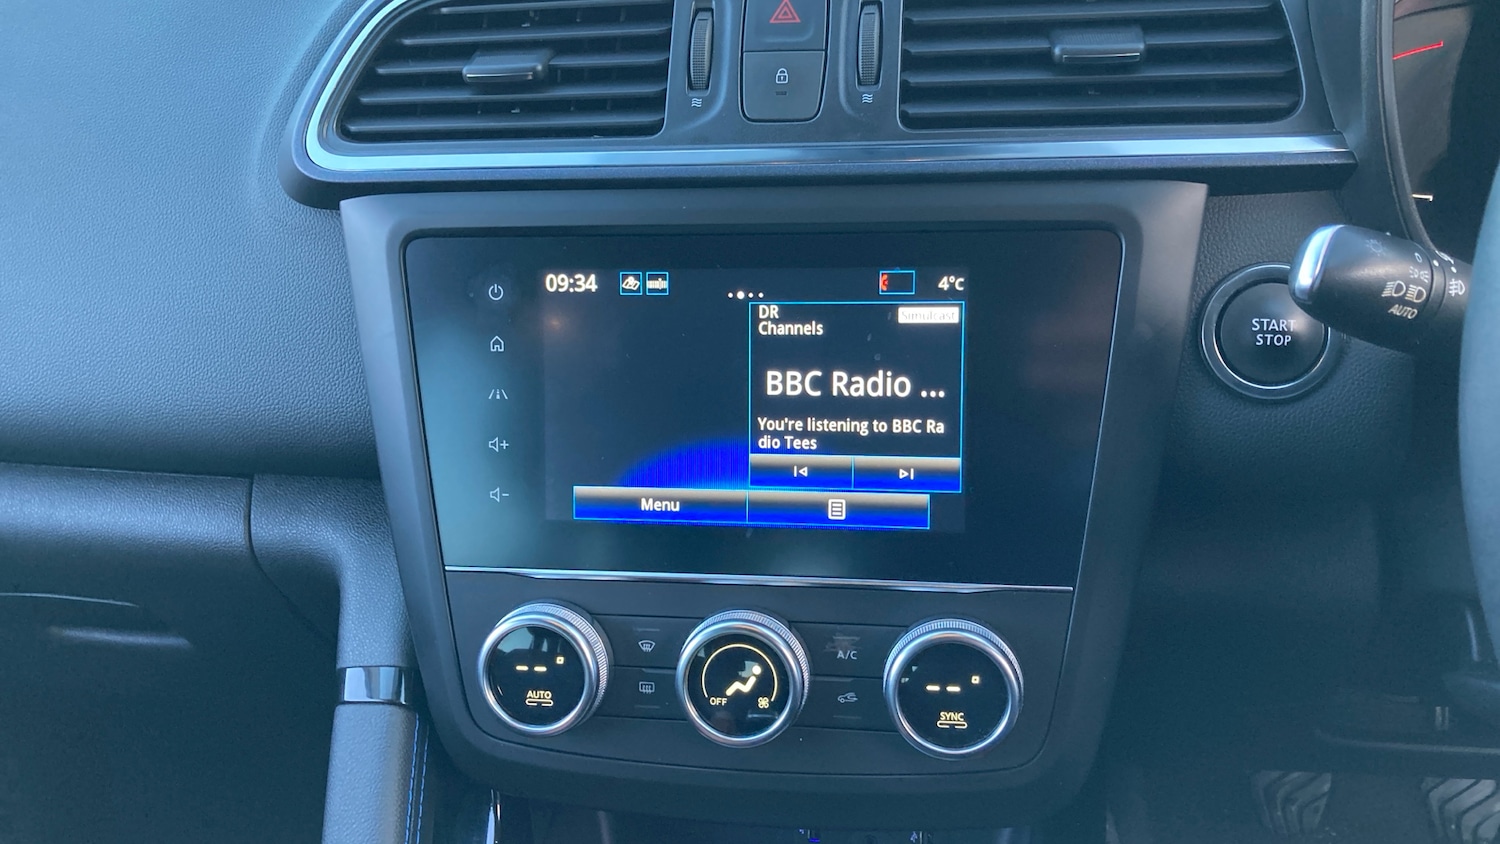 09:34
4°C
DR
Simulcast
Channels
BBC Radio ...
You're listening to BBC Ra
dio Tees
Menu
START
STOP
AUTO
A/C
AUTO
OFF
SYNC